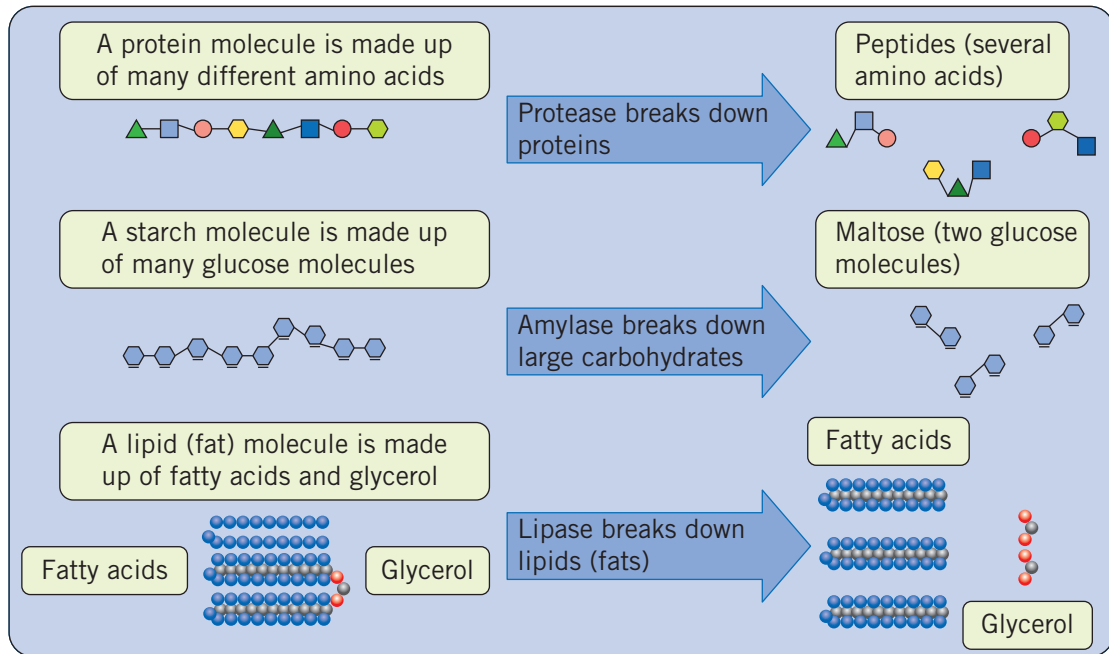 A protein molecule is made up
of many different amino acids
Protease breaks down
proteins
Peptides (several
amino acids)
A starch molecule is made up
of many glucose molecules
Amylase breaks down
large carbohydrates
Maltose (two glucose
molecules)
A lipid (fat) molecule is made
up of fatty acids and glycerol
Fatty acids
Glycerol
Lipase breaks down
lipids (fats)
Fatty acids
Glycerol